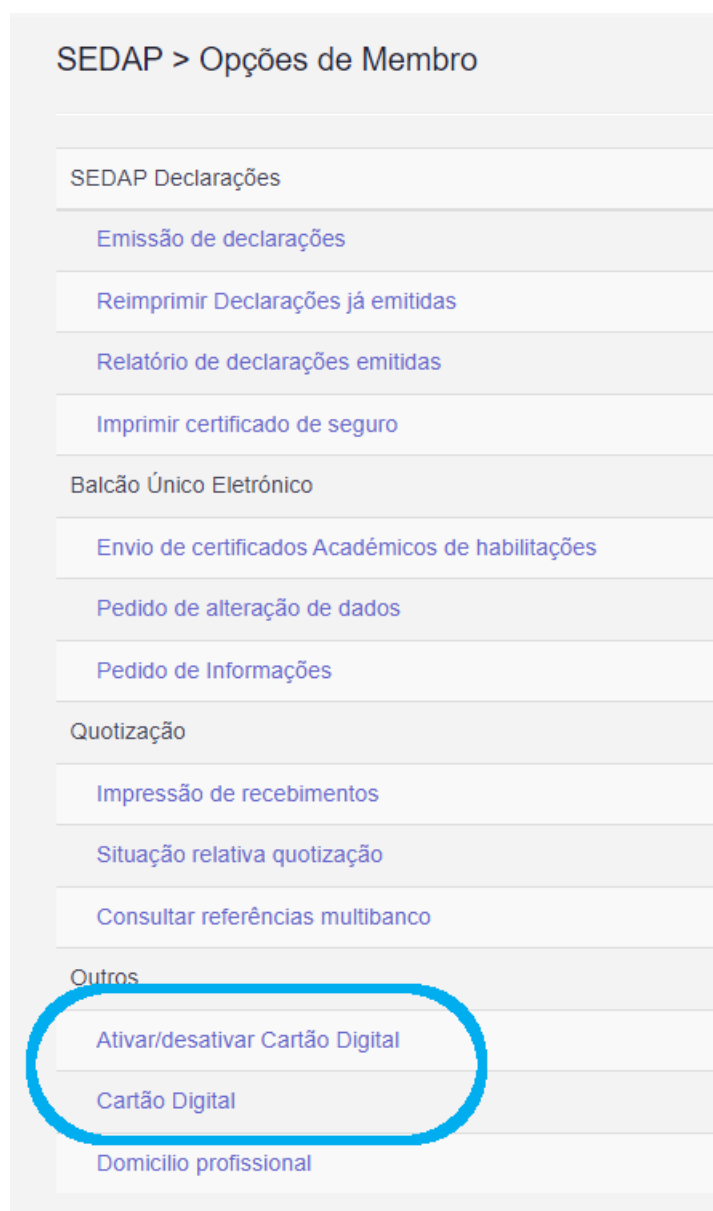 SEDAP > Opções de Membro
SEDAP Declarações
Emissão de declarações
Reimprimir Declarações já emitidas
Relatório de declarações emitidas
Imprimir certificado de seguro
Balcão Único Eletrónico
Envio de certificados Académicos de habilitações
Pedido de alteração de dados
Pedido de Informações
Quotização
Impressão de recebimentos
Situação relativa quotização
Consultar referências multibanco
Outros
Ativar/desativar Cartão Digital
Cartão Digital
Domicilio profissional